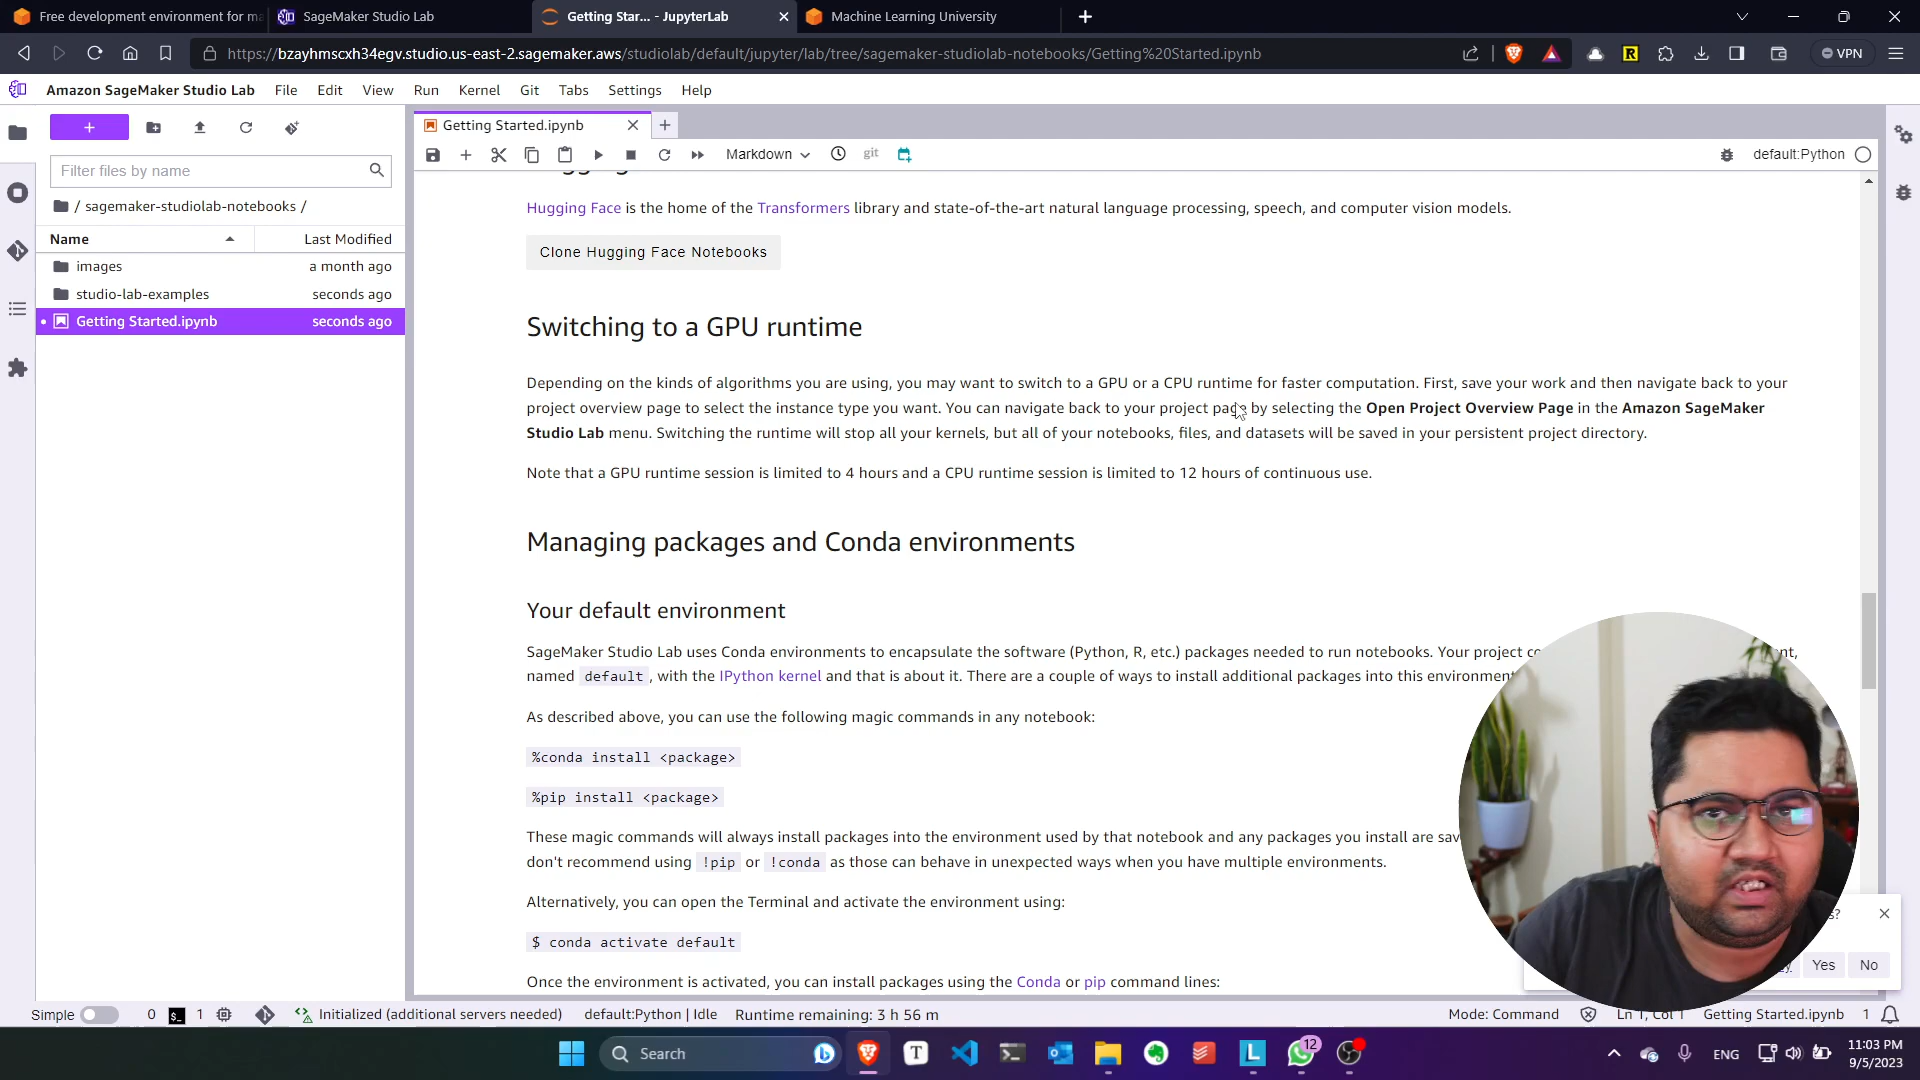 Free development environment for ma
SageMaker Studio Lab
Getting Star... - JupyterLab
Machine Learning University
https://bzayhmscxh34egv.studio.us-east-2.sagemaker.aws/studiolab/default/jupyter/lab/tree/sagemaker-studiolab-notebooks/Getting%20Started.ipynb
VPN
Amazon SageMaker Studio Lab File Edit View Run Kernel Git Tabs Settings Help
Getting Started.ipynb
Markdown
git
default:Python
Filter files by name
/ sagemaker-studiolab-notebooks /
Name Last Modified
images a month ago
studio-lab-examples seconds ago
Getting Started.ipynb seconds ago
Hugging Face is the home of the Transformers library and state-of-the-art natural language processing, speech, and computer vision models.
Clone Hugging Face Notebooks
Switching to a GPU runtime
Depending on the kinds of algorithms you are using, you may want to switch to a GPU or a CPU runtime for faster computation. First, save your work and then navigate back to your
project overview page to select the instance type you want. You can navigate back to your project page by selecting the Open Project Overview Page in the Amazon SageMaker
Studio Lab menu. Switching the runtime will stop all your kernels, but all of your notebooks, files, and datasets will be saved in your persistent project directory.
Note that a GPU runtime session is limited to 4 hours and a CPU runtime session is limited to 12 hours of continuous use.
Managing packages and Conda environments
Your default environment
SageMaker Studio Lab uses Conda environments to encapsulate the software (Python, R, etc.) packages needed to run notebooks. Your project
named default , with the IPython kernel and that is about it. There are a couple of ways to install additional packages into this environment
As described above, you can use the following magic commands in any notebook:
%conda install <package>
%pip install <package>
These magic commands will always install packages into the environment used by that notebook and any packages you install are
don't recommend using !pip or !conda as those can behave in unexpected ways when you have multiple environments.
Alternatively, you can open the Terminal and activate the environment using:
$ conda activate default
Once the environment is activated, you can install packages using the Conda or pip command lines:
Yes No
Simple 0 $_ 1 Initialized (additional servers needed) default:Python | Idle Runtime remaining: 3 h 56 m Mode: Command Ln 1, Col 1 Getting Started.ipynb 1
Search
12
ENG
11:03 PM
9/5/2023